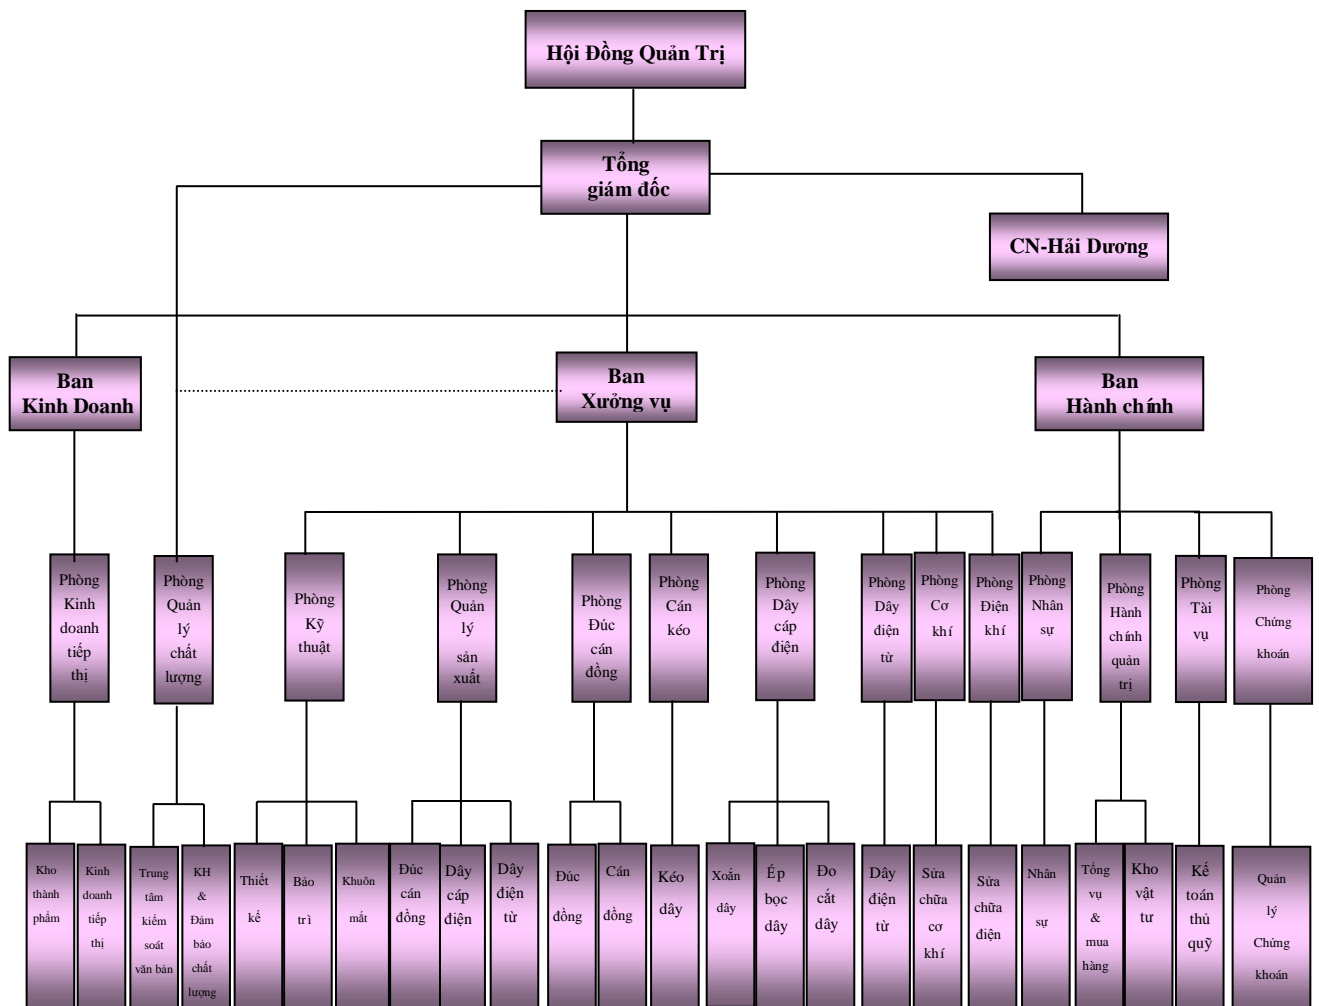 Hội Đồng Quản Trị
Tổng
giám đốc
CN-Hải Dương
Ban
Kinh Doanh
Ban
Xưởng vụ
Ban
Hành chính
Phòng
Kinh
doanh
tiếp
thị
Phòng
Quản
lý
chất
lượng
Phòng
Kỹ
thuật
Phòng
Quản
lý
sản
xuất
Phòng
Đúc
cán
đồng
Phòng
Cán
kéo
Phòng
Dây
cáp
điện
Phòng
Dây
điện
từ
Phòng
Cơ
khí
Phòng
Điện
khí
Phòng
Nhân
sự
Phòng
Hành
chính
quản
trị
Phòng
Tài
vụ
Phòng
Chứng
khoán
Kho
thành
phẩm
Kinh
doanh
tiếp
thị
Trung
tâm
kiểm
soát
văn bản
KH
&
Đảm
bảo
chất
lượng
Thiết
kế
Bảo
trì
Khuôn
mắt
Đúc
cán
đồng
Dây
cáp
điện
Dây
điện
từ
Đúc
đồng
Cán
đồng
Kéo
dây
Xoắn
dây
Ép
bọc
dây
Đo
cắt
dây
Dây
điện
từ
Sửa
chữa
cơ
khí
Sửa
chữa
điện
Nhân
sự
Tổng
vụ
&
mua
hàng
Kho
vật
tư
Kế
toán
thủ
quỹ
Quản
lý
Chứng
khoán